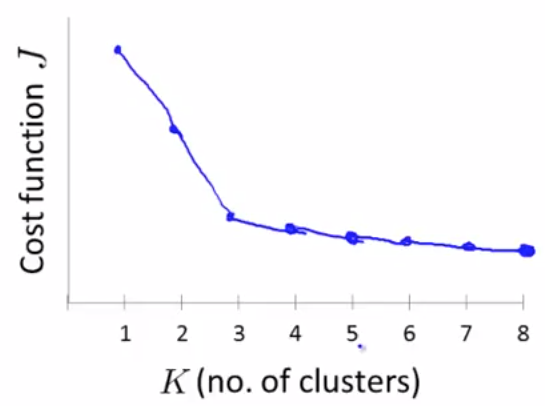 Cost function J
1 2 3 4 5 6 7 8
K (no. of clusters)